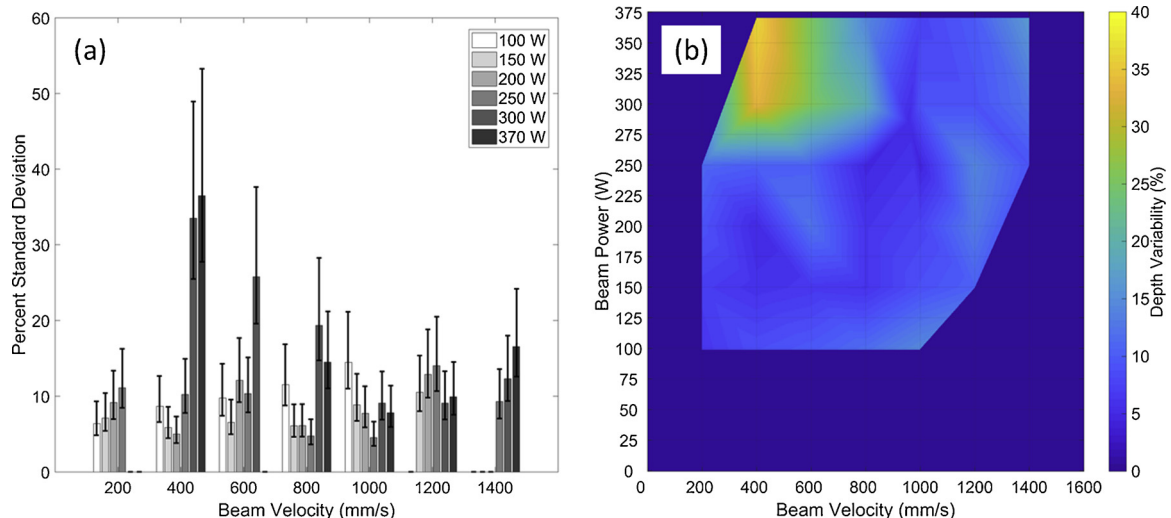 (a)
60
50
40
30
20
10
0
Percent Standard Deviation
100 W
150 W
200 W
250 W
300 W
370 W
200 400 600 800 1000 1200 1400
Beam Velocity (mm/s)
(b)
375
350
325
300
275
250
225
200
175
150
125
100
75
50
25
0
Beam Power (W)
0 200 400 600 800 1000 1200 1400 1600
Beam Velocity (mm/s)
40
35
30
25
20
15
10
5
0
Depth Variability (%)